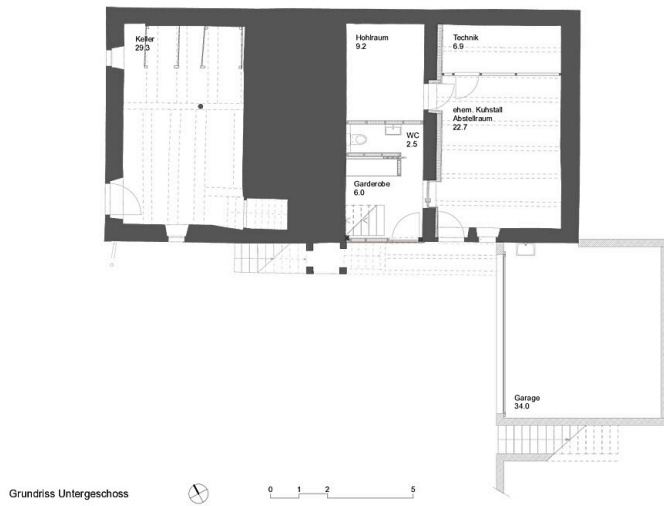 Keller
29.3
Hohlraum
9.2
Technik
6.9
ehem. Kuhstall
Abstellraum
22.7
WC
2.5
Garderobe
6.0
Garage
34.0
Grundriss Untergeschoss
0 1 2 5